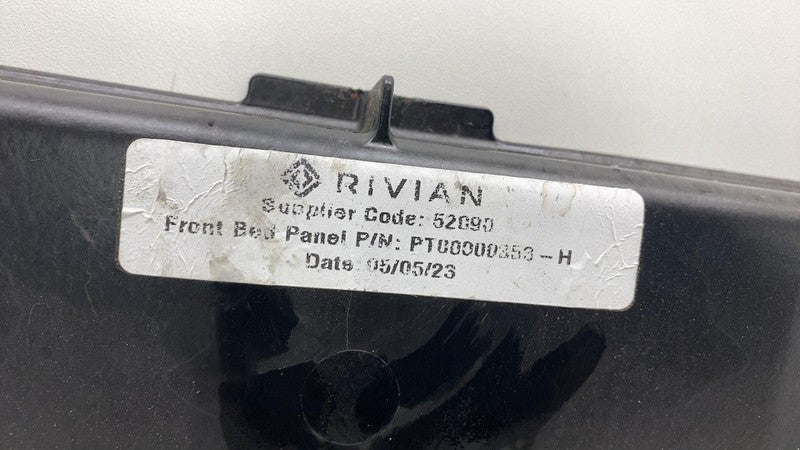 RIVIAN
Supplier Code: 52090
Front Bed Panel P/N: PT00000353-H
Date: 05/05/23